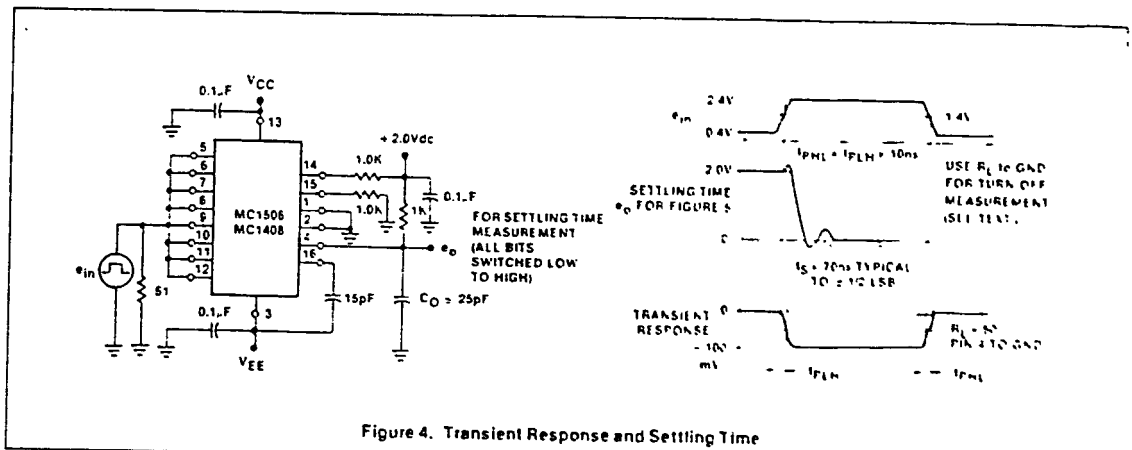 VCC
0.1µF
13
+ 2.0Vdc
5
6
7
8
9
10
11
12
MC1506
MC1408
14
15
1
2
4
16
1.0K
1.0K
1K
0.1µF
FOR SETTLING TIME
MEASUREMENT
(ALL BITS
SWITCHED LOW
TO HIGH)
eo
ein
51
15pF
CO = 25pF
0.1µF
3
VEE
2.4V
ein
0.4V
1.4V
tPHL = tPLH = 10ns
2.0V
SETTLING TIME
eo FOR FIGURE 5
0
USE RL to GND
FOR TURN OFF
MEASUREMENT
(SEE TEXT)
tS = 70ns TYPICAL
TO ± 1/2 LSB
TRANSIENT
RESPONSE
0
- 100
mV
RL = 50
PIN 4 TO GND
tPLH
tPHL
Figure 4. Transient Response and Settling Time